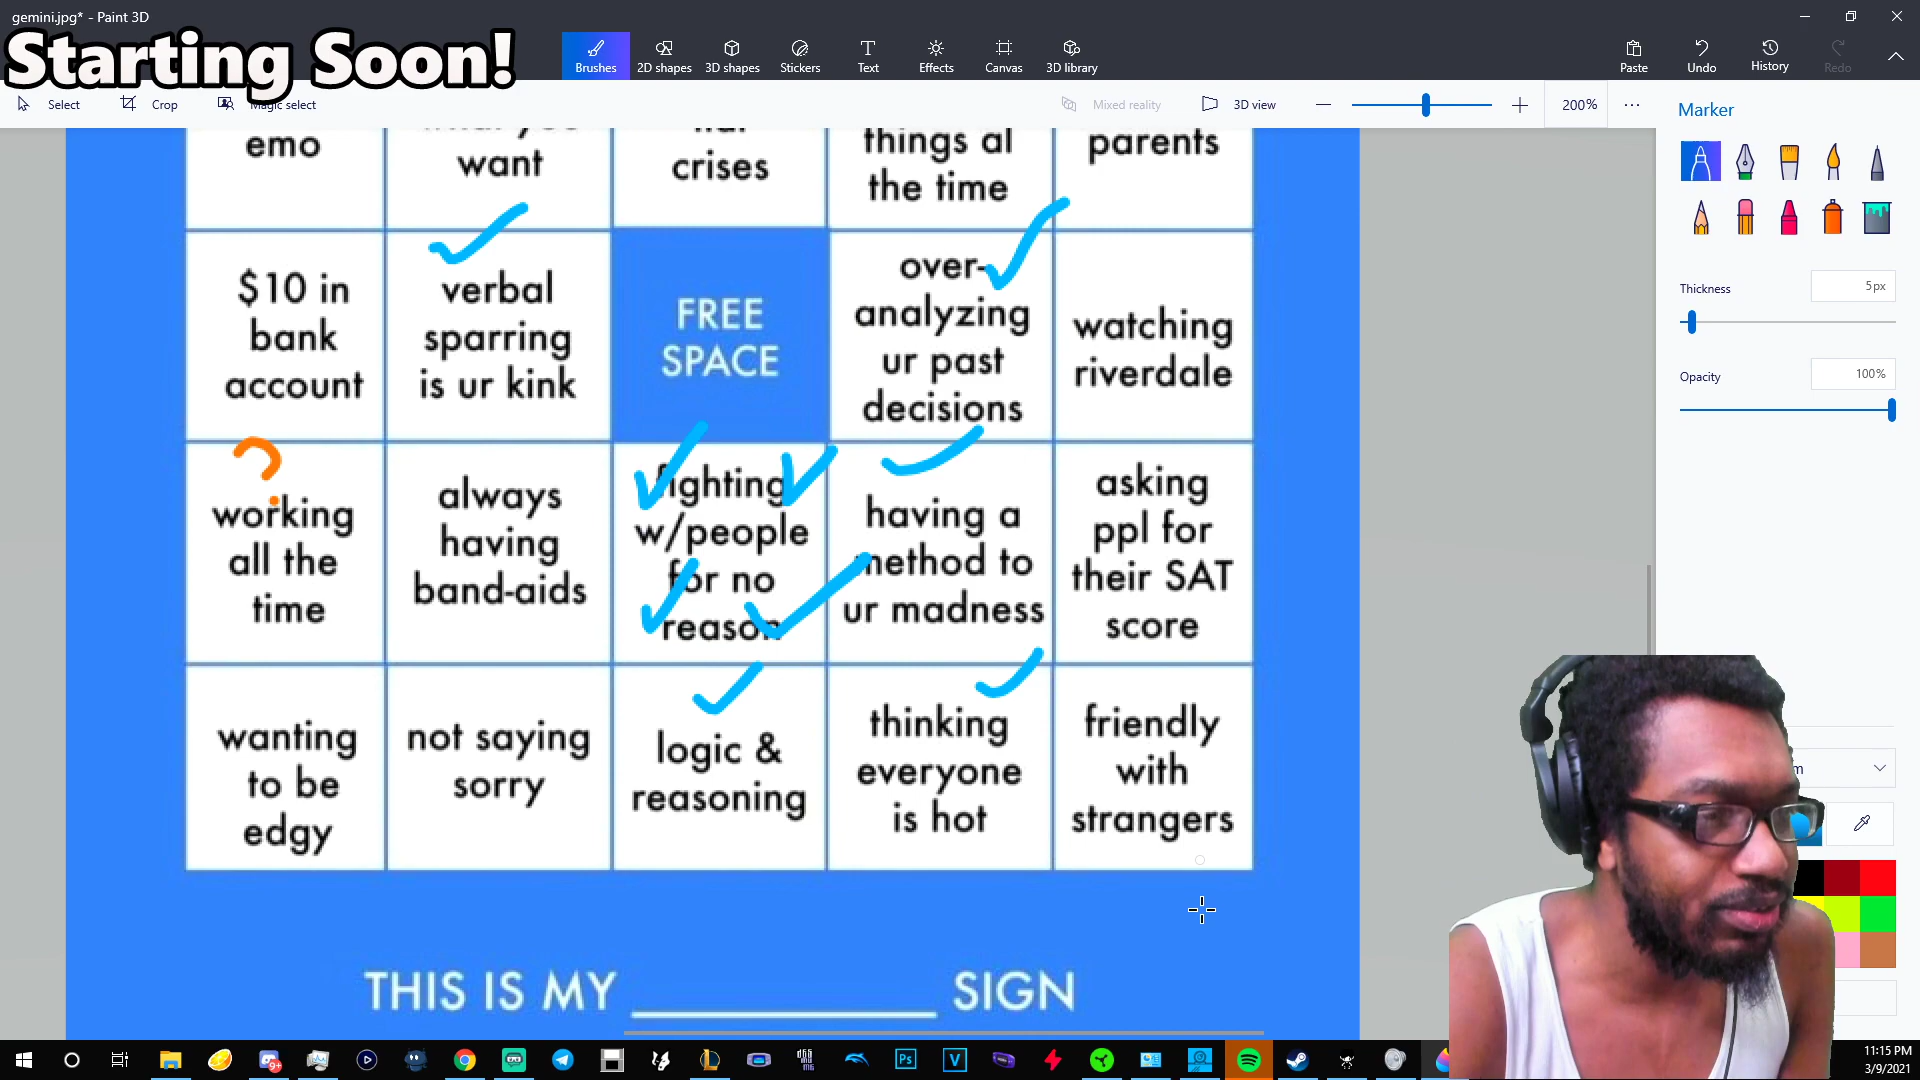 gemini.jpg* - Paint 3D
Starting Soon!
Brushes
2D shapes
3D shapes
Stickers
Text
Effects
Canvas
3D library
Paste
Undo
History
Redo
Select
Crop
Magic select
Mixed reality
3D view
200%
Marker
Thickness
5px
Opacity
100%
emo
want
crises
things al
the time
parents
$10 in
bank
account
verbal
sparring
is ur kink
FREE
SPACE
over-
analyzing
ur past
decisions
watching
riverdale
?
working
all the
time
always
having
band-aids
fighting
w/people
for no
reason
having a
method to
ur madness
asking
ppl for
their SAT
score
wanting
to be
edgy
not saying
sorry
logic &
reasoning
thinking
everyone
is hot
friendly
with
strangers
THIS IS MY __________ SIGN
Ps
V
11:15 PM
3/9/2021